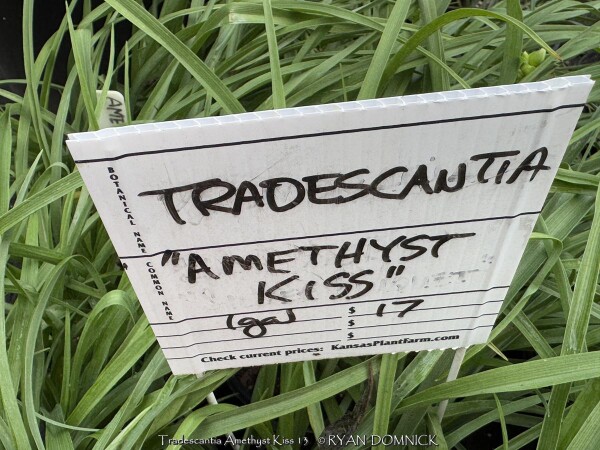 AME
BOTANICAL NAME
TRADESCANTIA
COMMON NAME
"AMETHYST
KISS"
1gal $ 17
$
$
Check current prices: KansasPlantFarm.com
Tradescantia Amethyst Kiss 13 © RYAN DOMNICK